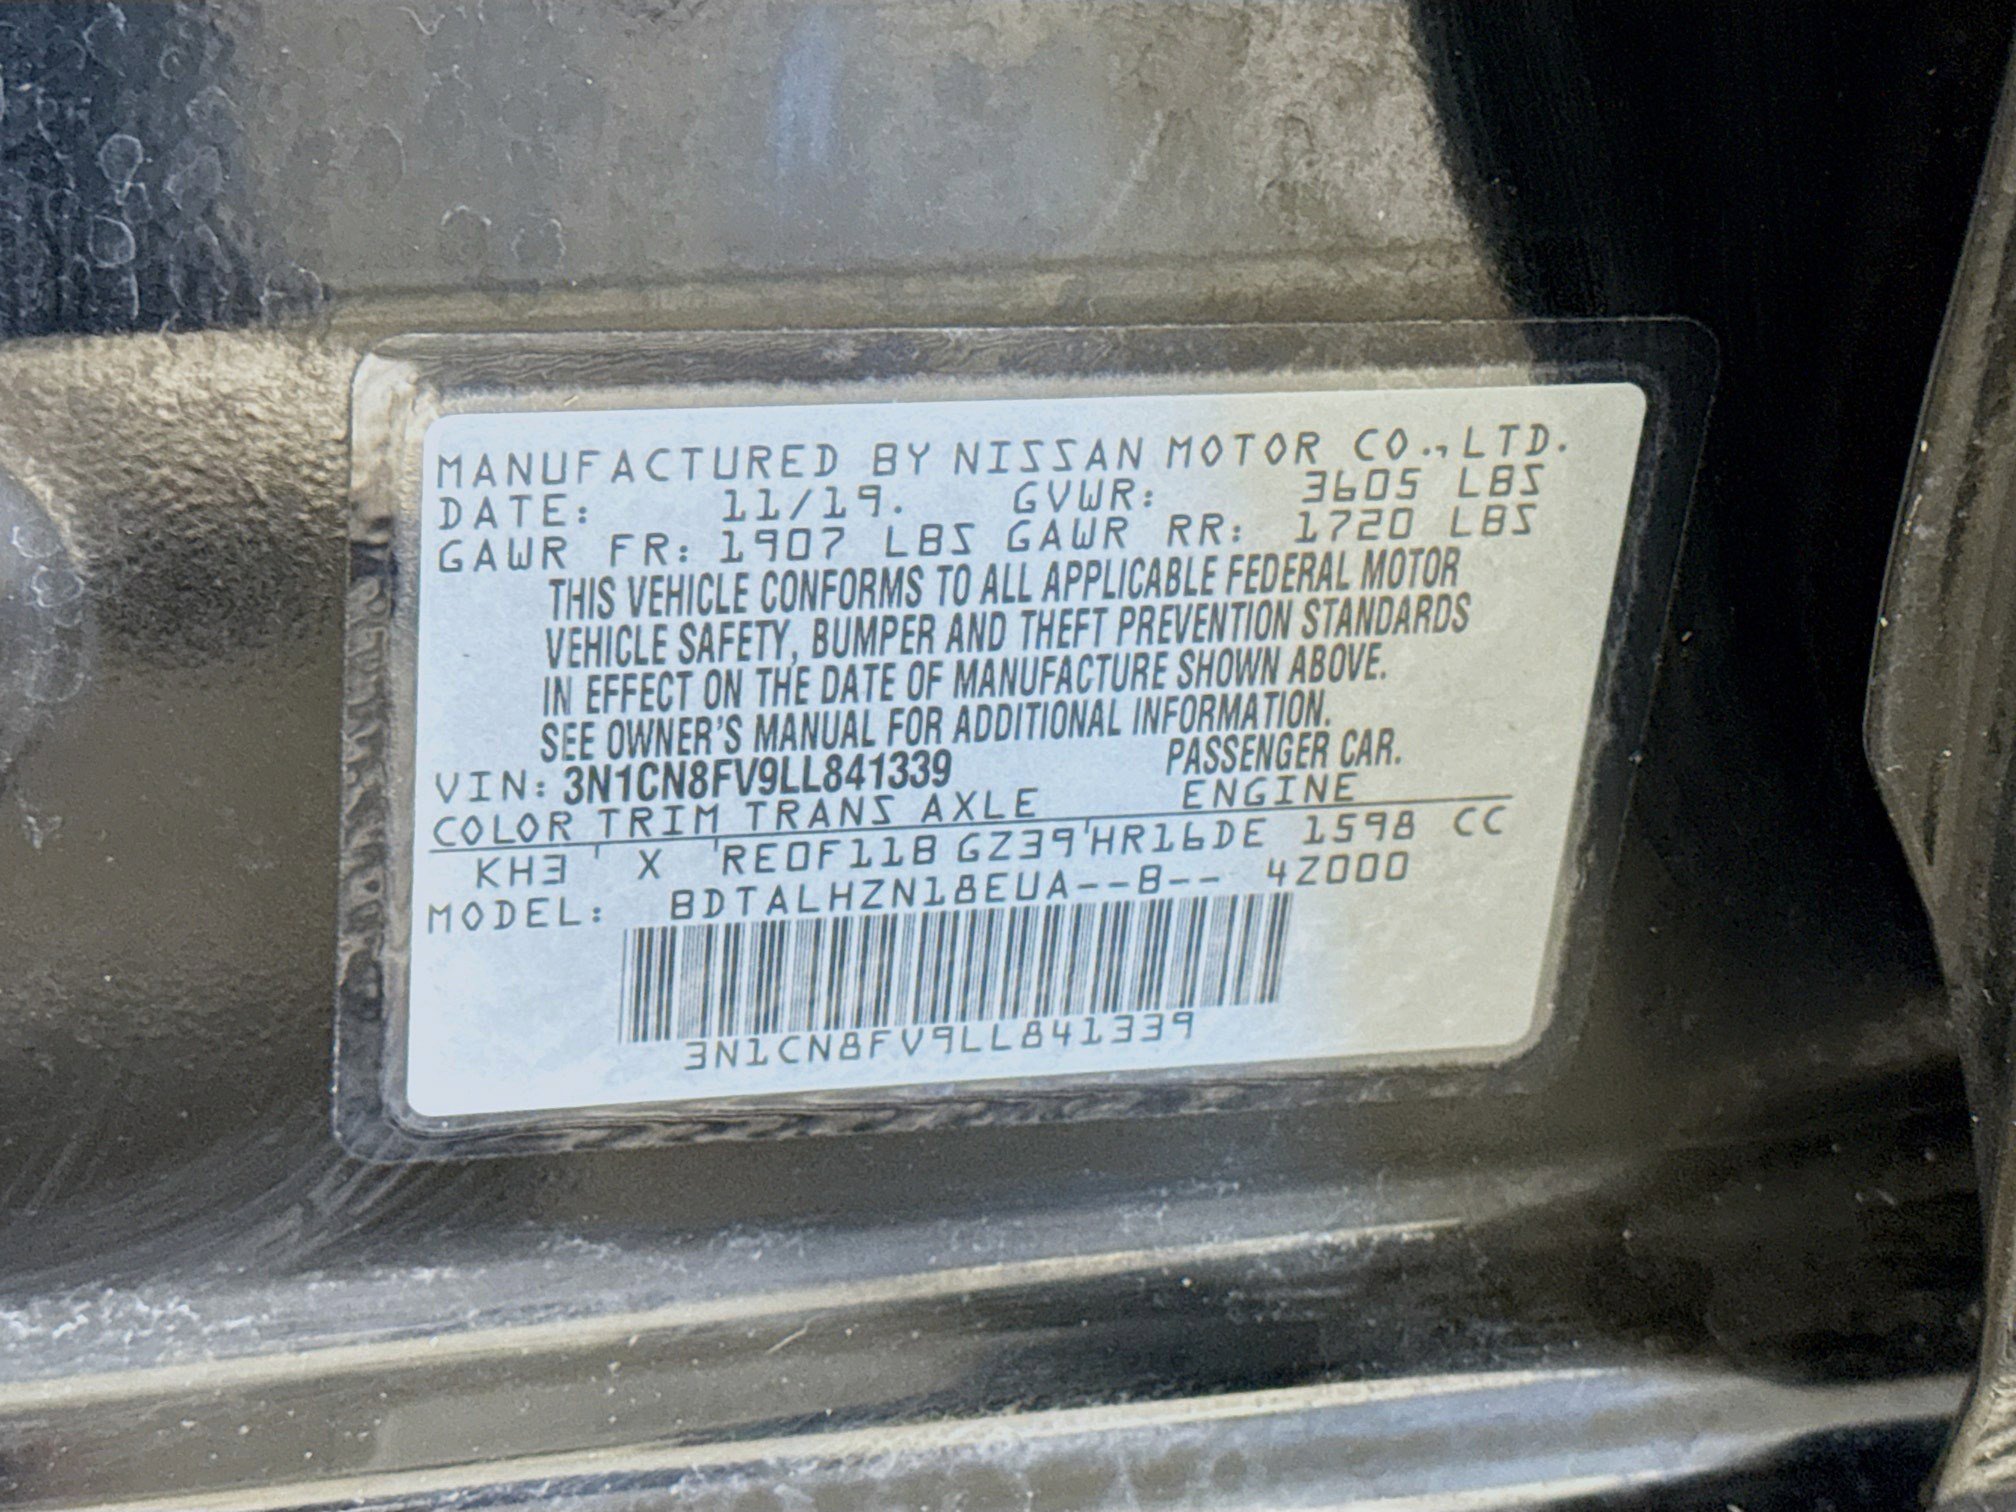 MANUFACTURED BY NISSAN MOTOR CO., LTD.
DATE: 11/19. GVWR: 3605 LBS
GAWR FR: 1907 LBS GAWR RR: 1720 LBS
THIS VEHICLE CONFORMS TO ALL APPLICABLE FEDERAL MOTOR
VEHICLE SAFETY, BUMPER AND THEFT PREVENTION STANDARDS
IN EFFECT ON THE DATE OF MANUFACTURE SHOWN ABOVE.
SEE OWNER'S MANUAL FOR ADDITIONAL INFORMATION.
VIN: 3N1CN8FV9LL841339 PASSENGER CAR.
COLOR TRIM TRANS AXLE ENGINE
KH3 X RE0F11B GZ39 HR16DE 1598 CC
MODEL: BDTALHZN18EUA--B-- 4Z000
3N1CN8FV9LL841339